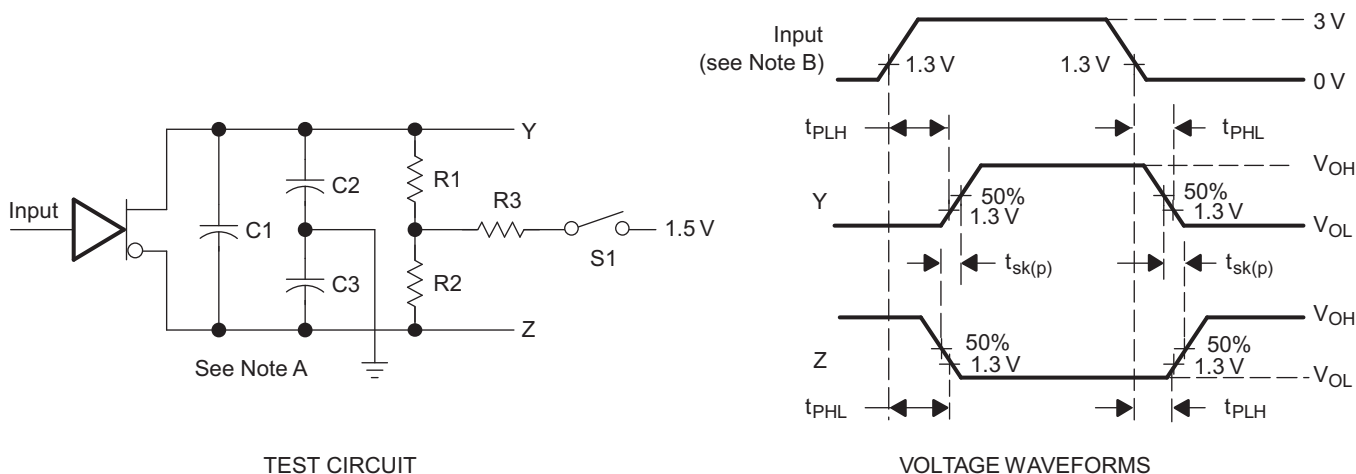 Input
Y
C1
C2
C3
R1
R2
R3
S1
1.5 V
Z
See Note A
TEST CIRCUIT
Input
(see Note B)
1.3 V
1.3 V
3 V
0 V
tPLH
tPHL
Y
50%
1.3 V
50%
1.3 V
VOH
VOL
tsk(p)
tsk(p)
Z
50%
1.3 V
50%
1.3 V
VOH
VOL
tPHL
tPLH
VOLTAGE WAVEFORMS